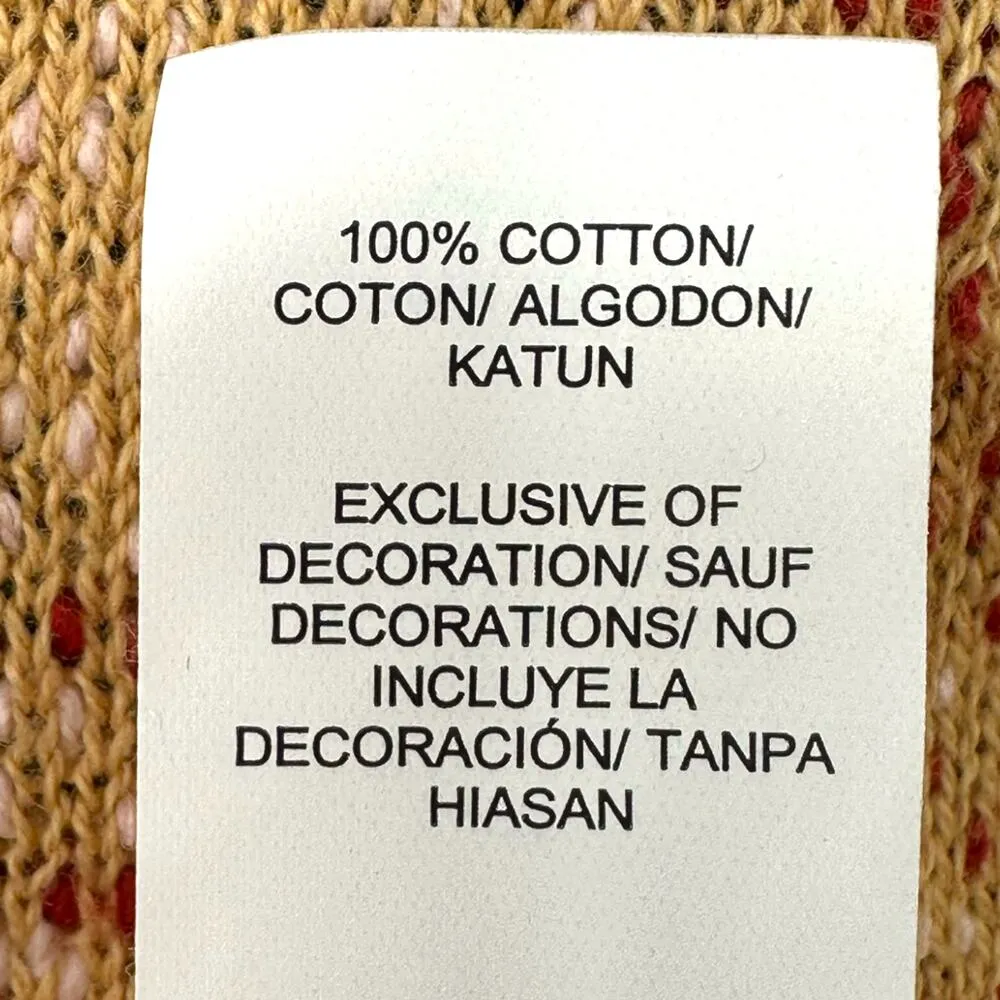 100% COTTON/
COTON/ ALGODON/
KATUN
EXCLUSIVE OF
DECORATION/ SAUF
DECORATIONS/ NO
INCLUYE LA
DECORACIÓN/ TANPA
HIASAN